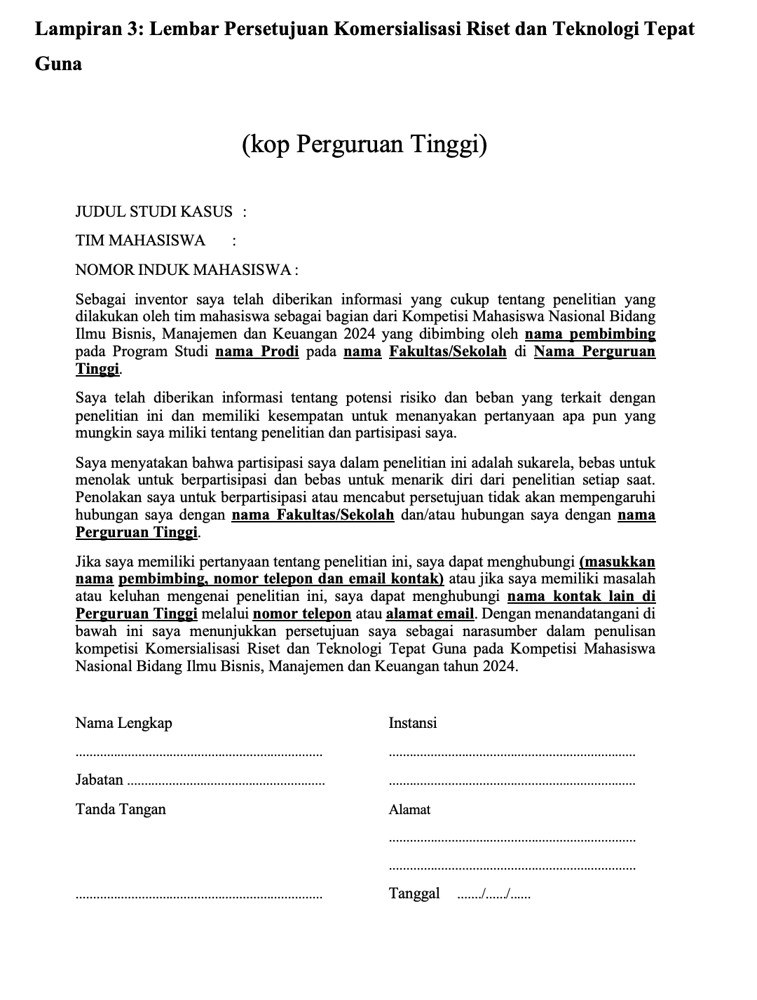 Lampiran 3: Lembar Persetujuan Komersialisasi Riset dan Teknologi Tepat
Guna
(kop Perguruan Tinggi)
JUDUL STUDI KASUS :
TIM MAHASISWA :
NOMOR INDUK MAHASISWA :
Sebagai inventor saya telah diberikan informasi yang cukup tentang penelitian yang
dilakukan oleh tim mahasiswa sebagai bagian dari Kompetisi Mahasiswa Nasional Bidang
Ilmu Bisnis, Manajemen dan Keuangan 2024 yang dibimbing oleh nama pembimbing
pada Program Studi nama Prodi pada nama Fakultas/Sekolah di Nama Perguruan
Tinggi.
Saya telah diberikan informasi tentang potensi risiko dan beban yang terkait dengan
penelitian ini dan memiliki kesempatan untuk menanyakan pertanyaan apa pun yang
mungkin saya miliki tentang penelitian dan partisipasi saya.
Saya menyatakan bahwa partisipasi saya dalam penelitian ini adalah sukarela, bebas untuk
menolak untuk berpartisipasi dan bebas untuk menarik diri dari penelitian setiap saat.
Penolakan saya untuk berpartisipasi atau mencabut persetujuan tidak akan mempengaruhi
hubungan saya dengan nama Fakultas/Sekolah dan/atau hubungan saya dengan nama
Perguruan Tinggi.
Jika saya memiliki pertanyaan tentang penelitian ini, saya dapat menghubungi (masukkan
nama pembimbing, nomor telepon dan email kontak) atau jika saya memiliki masalah
atau keluhan mengenai penelitian ini, saya dapat menghubungi nama kontak lain di
Perguruan Tinggi melalui nomor telepon atau alamat email. Dengan menandatangani di
bawah ini saya menunjukkan persetujuan saya sebagai narasumber dalam penulisan
kompetisi Komersialisasi Riset dan Teknologi Tepat Guna pada Kompetisi Mahasiswa
Nasional Bidang Ilmu Bisnis, Manajemen dan Keuangan tahun 2024.
Nama Lengkap Instansi
....................................................................... .......................................................................
Jabatan ......................................................... .......................................................................
Tanda Tangan Alamat
.......................................................................
.......................................................................
....................................................................... Tanggal ......./....../......